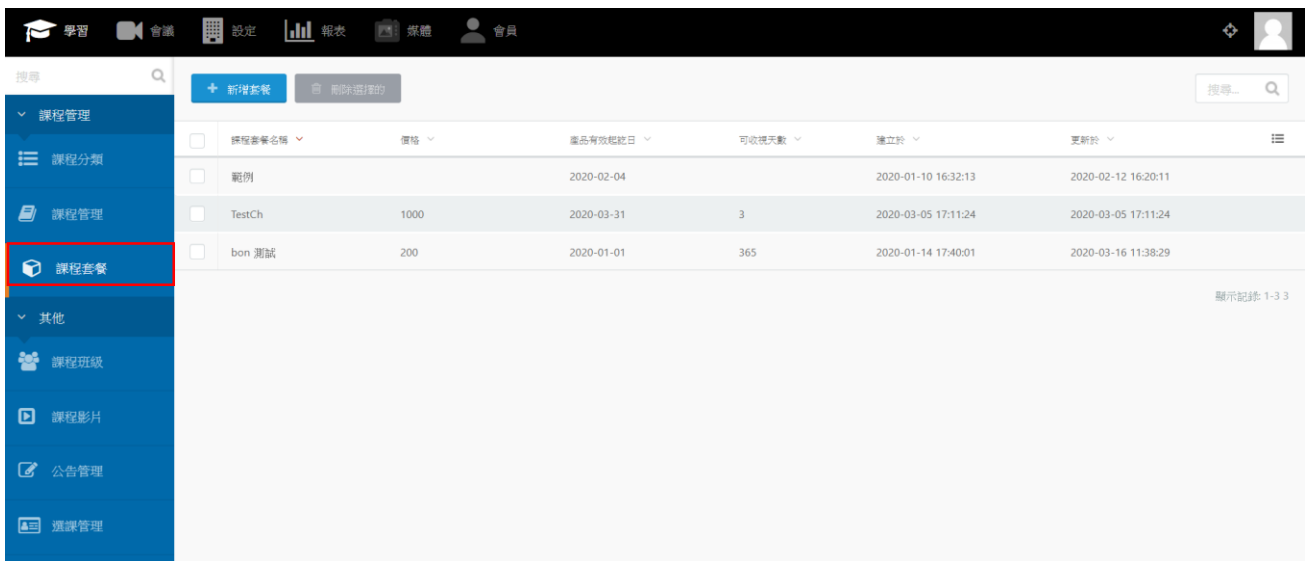 學習 會議 設定 報表 媒體 會員
搜尋
新增套餐 刪除選擇的 搜尋...
課程管理
課程套餐名稱 價格 產品有效起訖日 可收視天數 建立於 更新於
課程分類
範例 2020-02-04 2020-01-10 16:32:13 2020-02-12 16:20:11
課程管理
TestCh 1000 2020-03-31 3 2020-03-05 17:11:24 2020-03-05 17:11:24
bon 測試 200 2020-01-01 365 2020-01-14 17:40:01 2020-03-16 11:38:29
課程套餐
顯示記錄: 1-3 3
其他
課程班級
課程影片
公告管理
選課管理